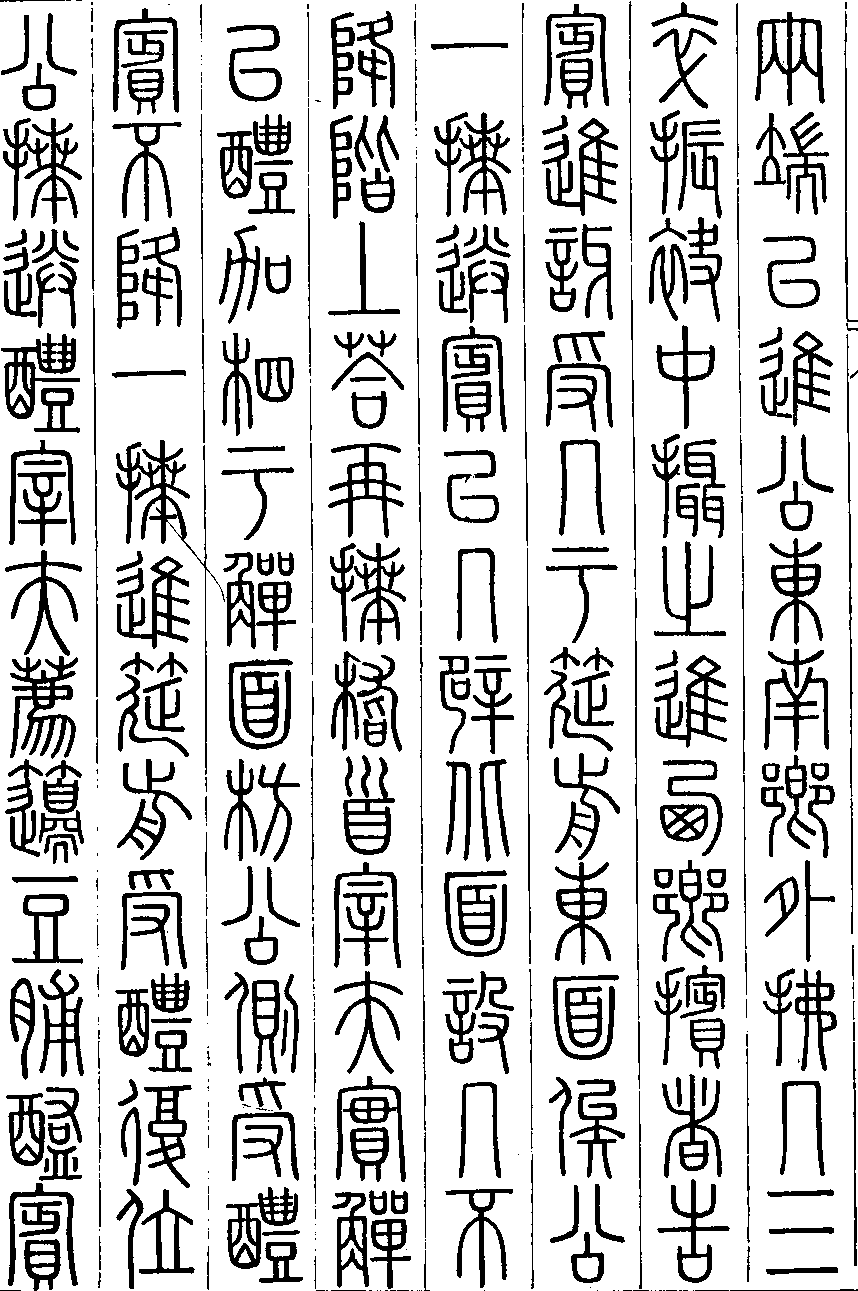 兩端以進公東南鄉外拂几三
卒振袂中攝之進西鄉擯者告
賓進訝受几于筵前東面俟公
一拜送賓以几辟北面設几不
降階上荅再拜稽首宰夫實觶
以醴加柶于觶面枋公側受醴
賓不降一拜進筵前受醴復位
公拜送醴宰夫薦籩豆脯醢賓